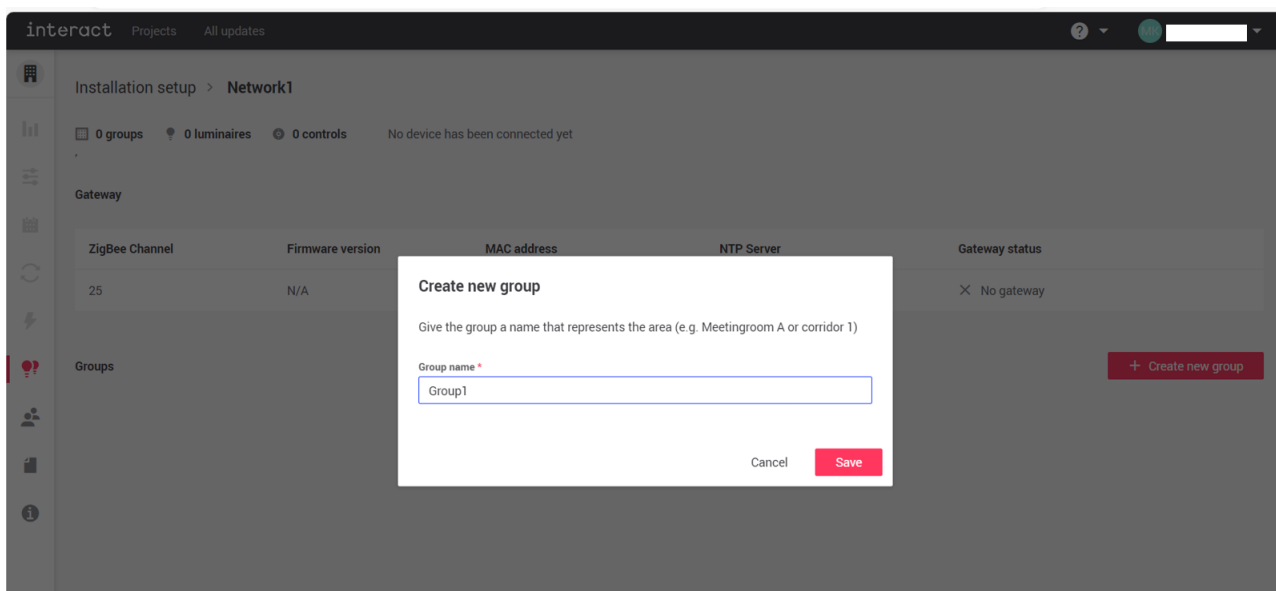 interact Projects All updates ? MK
Installation setup > Network1
0 groups 0 luminaires 0 controls No device has been connected yet
Gateway
ZigBee Channel Firmware version MAC address NTP Server Gateway status
25 N/A No gateway
Create new group
Give the group a name that represents the area (e.g. Meetingroom A or corridor 1)
Group name *
Group1
Cancel Save
Groups + Create new group